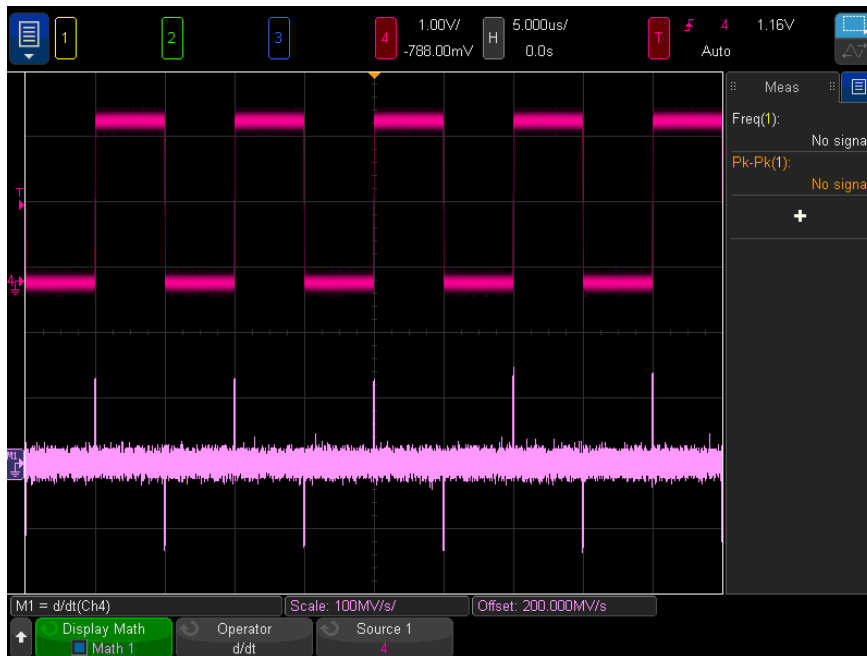 1 2 3 4 1.00V/ H 5.000us/ T 4 1.16V
-788.00mV 0.0s Auto
Meas
Freq(1):
No signa
Pk-Pk(1):
No signa
+
T
4
M1
M1 = d/dt(Ch4) Scale: 100MV/s/ Offset: 200.000MV/s
Display Math Operator Source 1
Math 1 d/dt 4